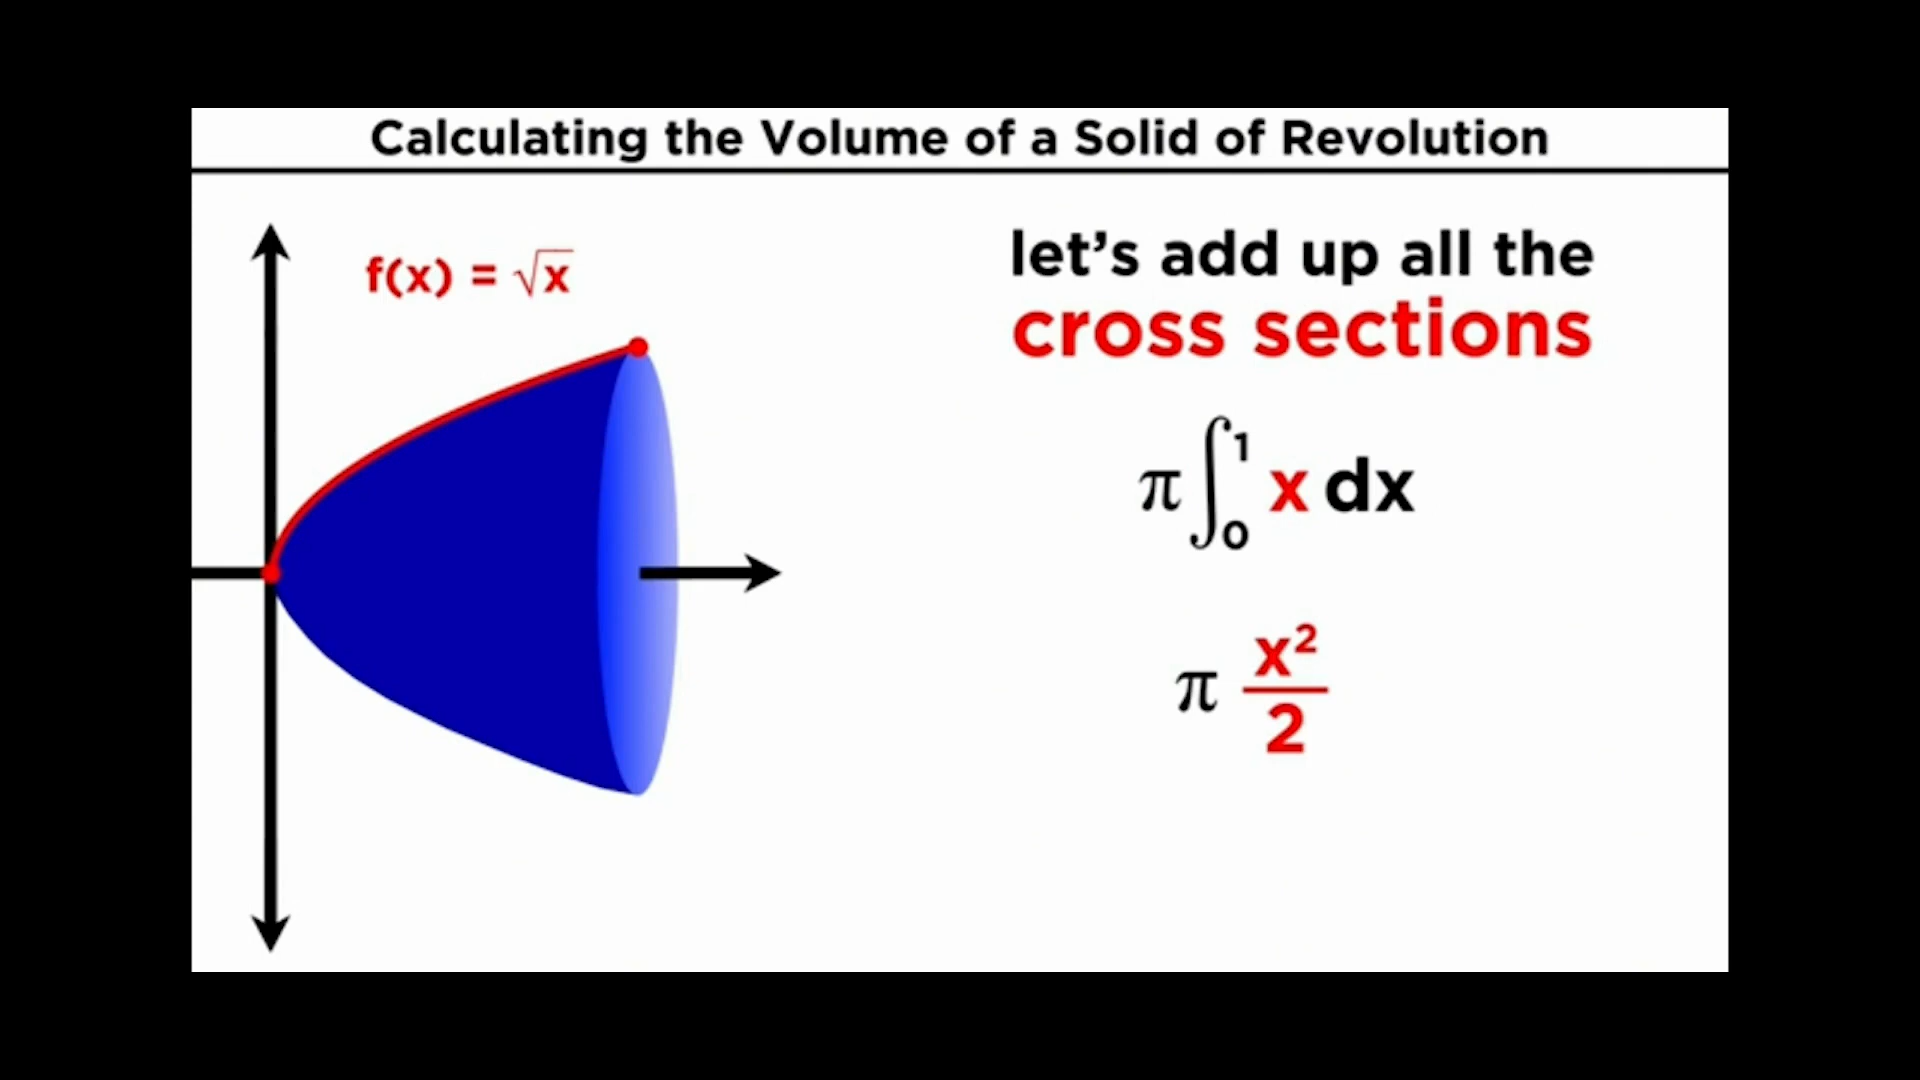 Calculating the Volume of a Solid of Revolution
f(x) = √x
let's add up all the
cross sections
π∫₀¹ x dx
π x²/2